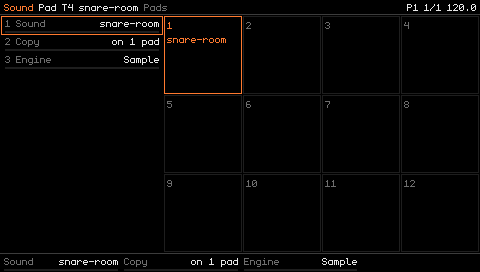 Sound Pad T4 snare-room Pads P1 1/1 120.0
1 Sound snare-room
2 Copy on 1 pad
3 Engine Sample
1 2 3 4
snare-room
5 6 7 8
9 10 11 12
Sound snare-room Copy on 1 pad Engine Sample